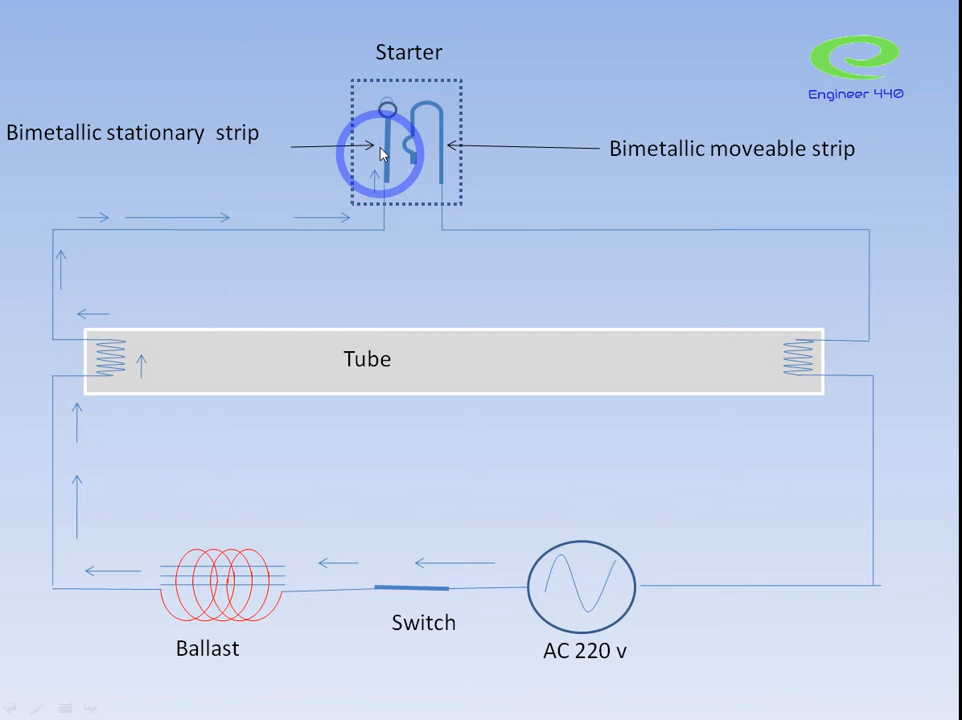 Starter
Engineer 440
Bimetallic stationary strip
Bimetallic moveable strip
Tube
Switch
Ballast
AC 220 v